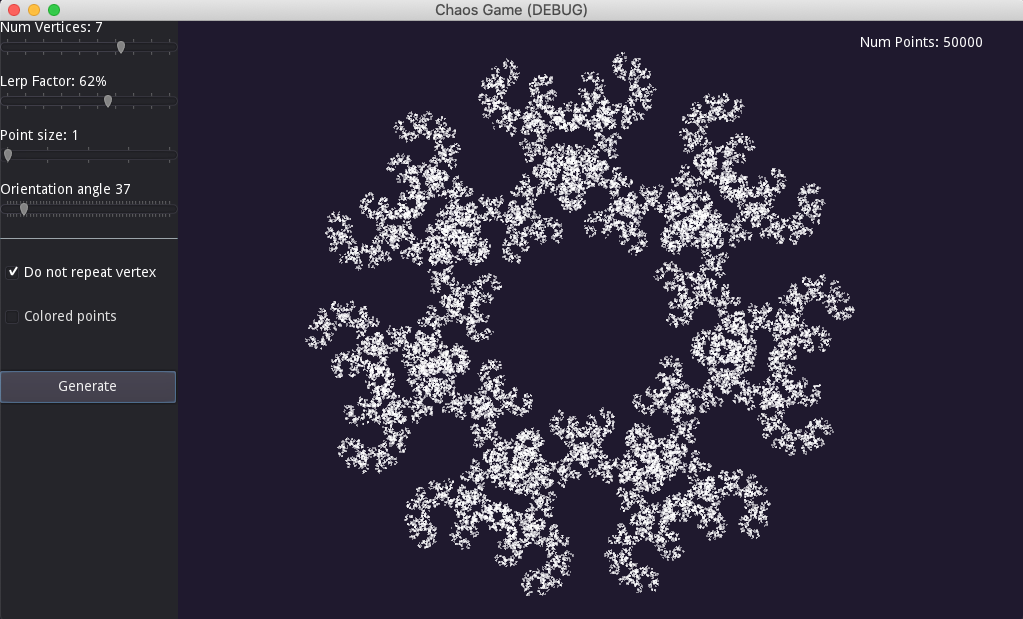 Chaos Game (DEBUG)
Num Vertices: 7
Num Points: 50000
Lerp Factor: 62%
Point size: 1
Orientation angle 37
Do not repeat vertex
Colored points
Generate